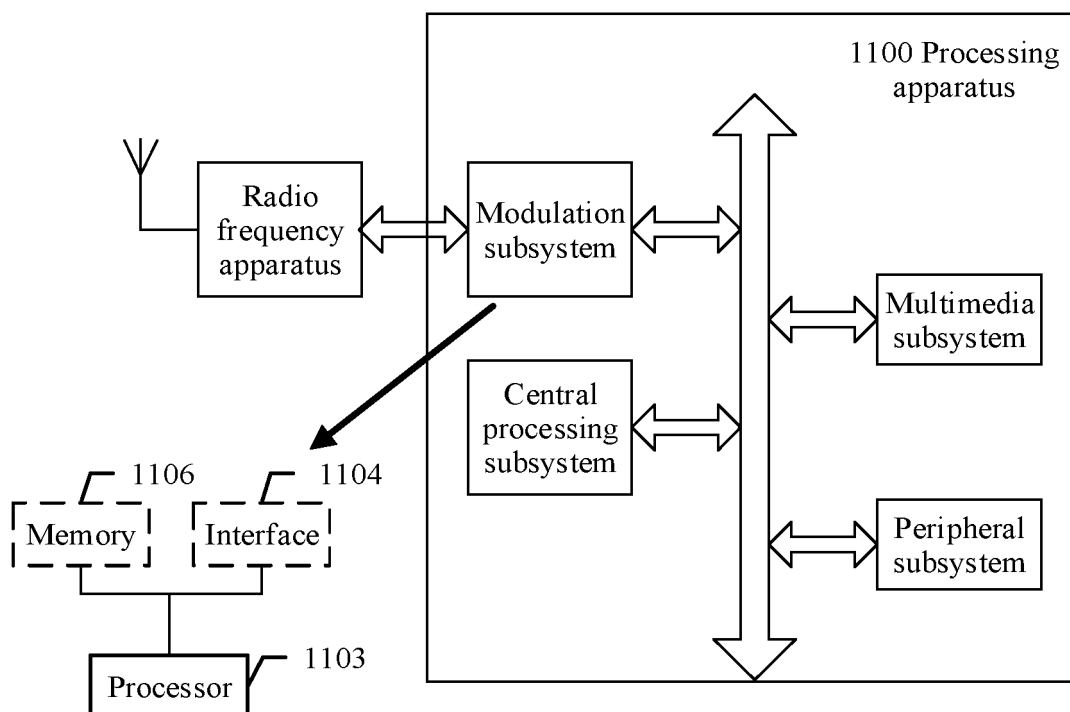 1100 Processing
apparatus
Radio
frequency
apparatus
Modulation
subsystem
Multimedia
subsystem
Central
processing
subsystem
1106
1104
Memory
Interface
Peripheral
subsystem
1103
Processor